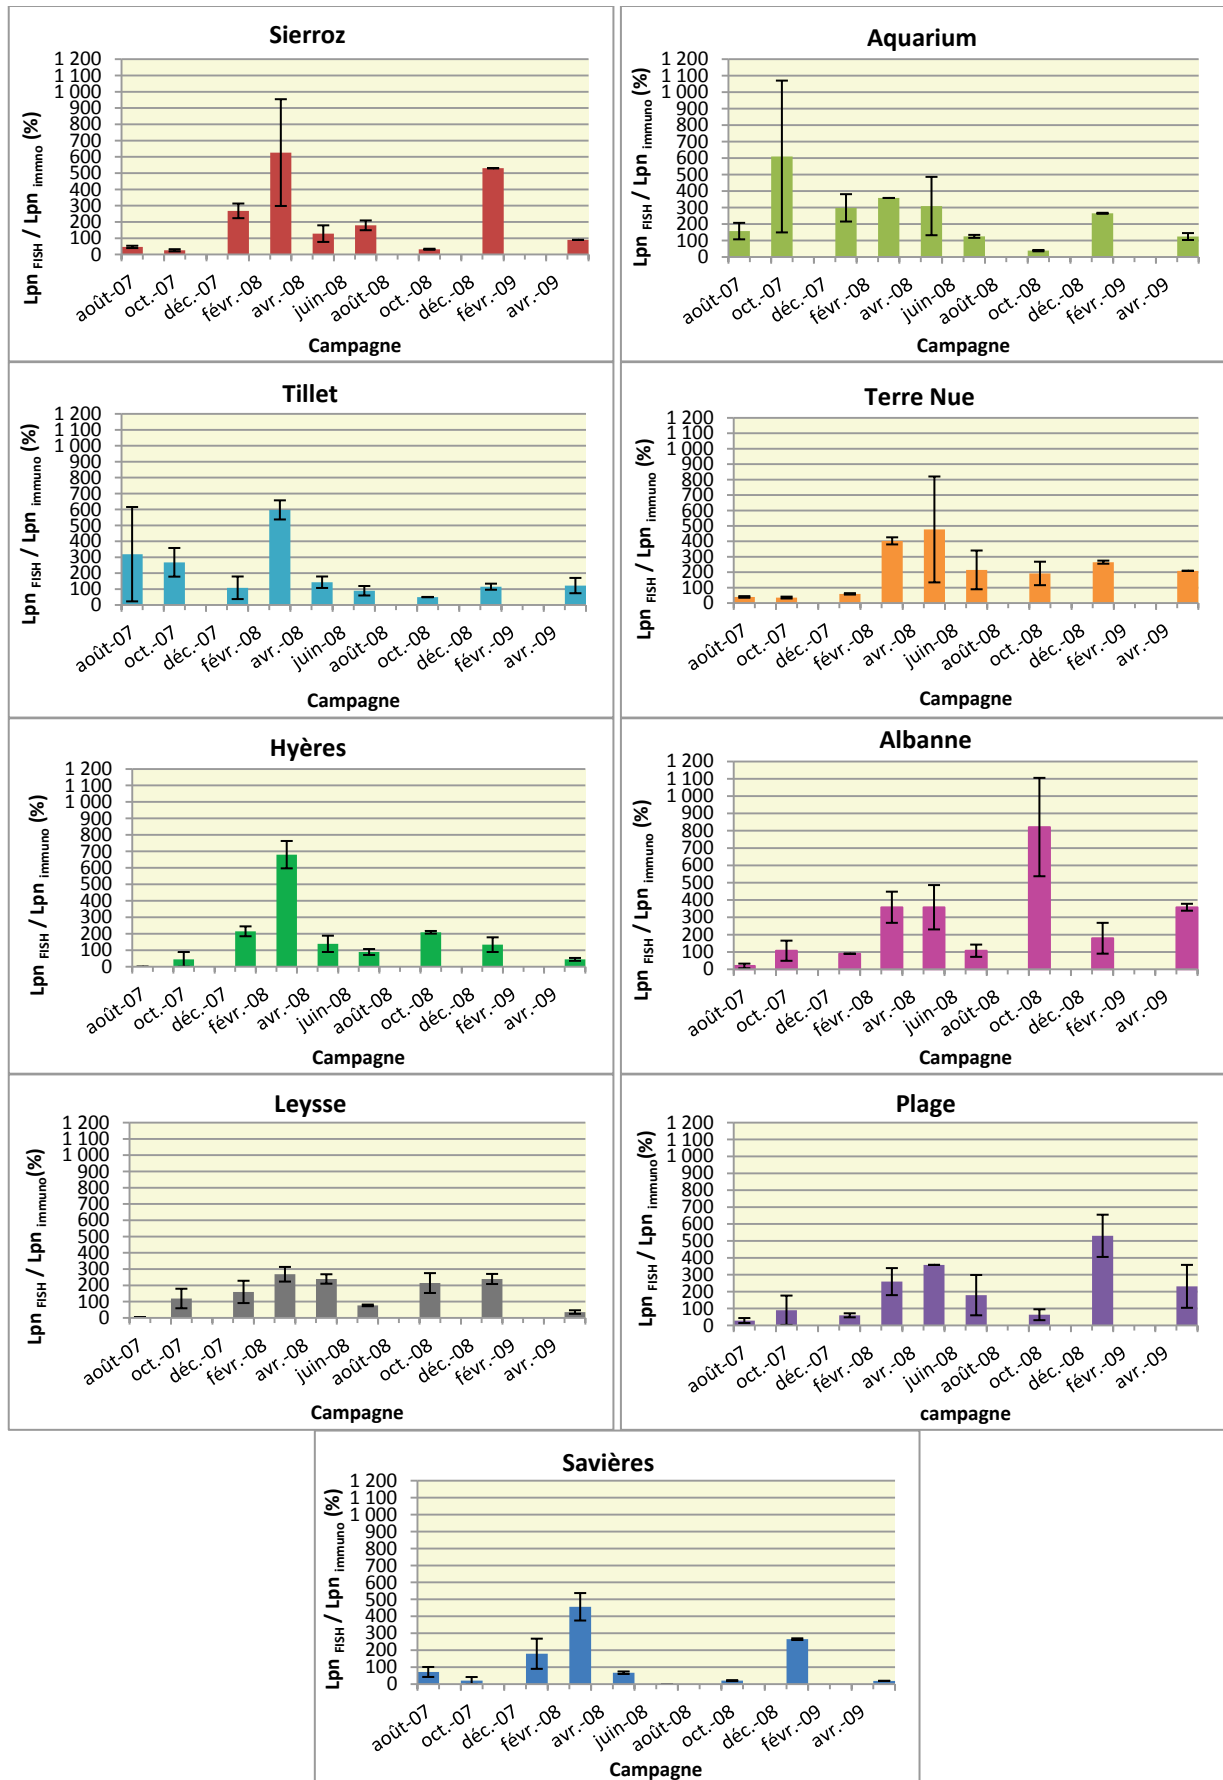 Sierroz
Lpn FISH / Lpn immno (%)
1 200
1 100
1 000
900
800
700
600
500
400
300
200
100
0
août-07
oct.-07
déc.-07
févr.-08
avr.-08
juin-08
août-08
oct.-08
déc.-08
févr.-09
avr.-09
Campagne
Aquarium
Lpn FISH / Lpn immuno (%)
1 200
1 100
1 000
900
800
700
600
500
400
300
200
100
0
août-07
oct.-07
déc.-07
févr.-08
avr.-08
juin-08
août-08
oct.-08
déc.-08
févr.-09
avr.-09
Campagne
Tillet
Lpn FISH / Lpn immuno (%)
1 200
1 100
1 000
900
800
700
600
500
400
300
200
100
0
août-07
oct.-07
déc.-07
févr.-08
avr.-08
juin-08
août-08
oct.-08
déc.-08
févr.-09
avr.-09
Campagne
Terre Nue
Lpn FISH / Lpn immuno (%)
1 200
1 100
1 000
900
800
700
600
500
400
300
200
100
0
août-07
oct.-07
déc.-07
févr.-08
avr.-08
juin-08
août-08
oct.-08
déc.-08
févr.-09
avr.-09
Campagne
Hyères
Lpn FISH / Lpn immuno (%)
1 200
1 100
1 000
900
800
700
600
500
400
300
200
100
0
août-07
oct.-07
déc.-07
févr.-08
avr.-08
juin-08
août-08
oct.-08
déc.-08
févr.-09
avr.-09
Campagne
Albanne
Lpn FISH / Lpn immuno (%)
1 200
1 100
1 000
900
800
700
600
500
400
300
200
100
0
août-07
oct.-07
déc.-07
févr.-08
avr.-08
juin-08
août-08
oct.-08
déc.-08
févr.-09
avr.-09
Campagne
Leysse
Lpn FISH / Lpn immuno(%)
1 200
1 100
1 000
900
800
700
600
500
400
300
200
100
0
août-07
oct.-07
déc.-07
févr.-08
avr.-08
juin-08
août-08
oct.-08
déc.-08
févr.-09
avr.-09
Campagne
Plage
Lpn FISH / Lpn immuno(%)
1 200
1 100
1 000
900
800
700
600
500
400
300
200
100
0
août-07
oct.-07
déc.-07
févr.-08
avr.-08
juin-08
août-08
oct.-08
déc.-08
févr.-09
avr.-09
campagne
Savières
Lpn FISH / Lpn immuno (%)
1 200
1 100
1 000
900
800
700
600
500
400
300
200
100
0
août-07
oct.-07
déc.-07
févr.-08
avr.-08
juin-08
août-08
oct.-08
déc.-08
févr.-09
avr.-09
Campagne